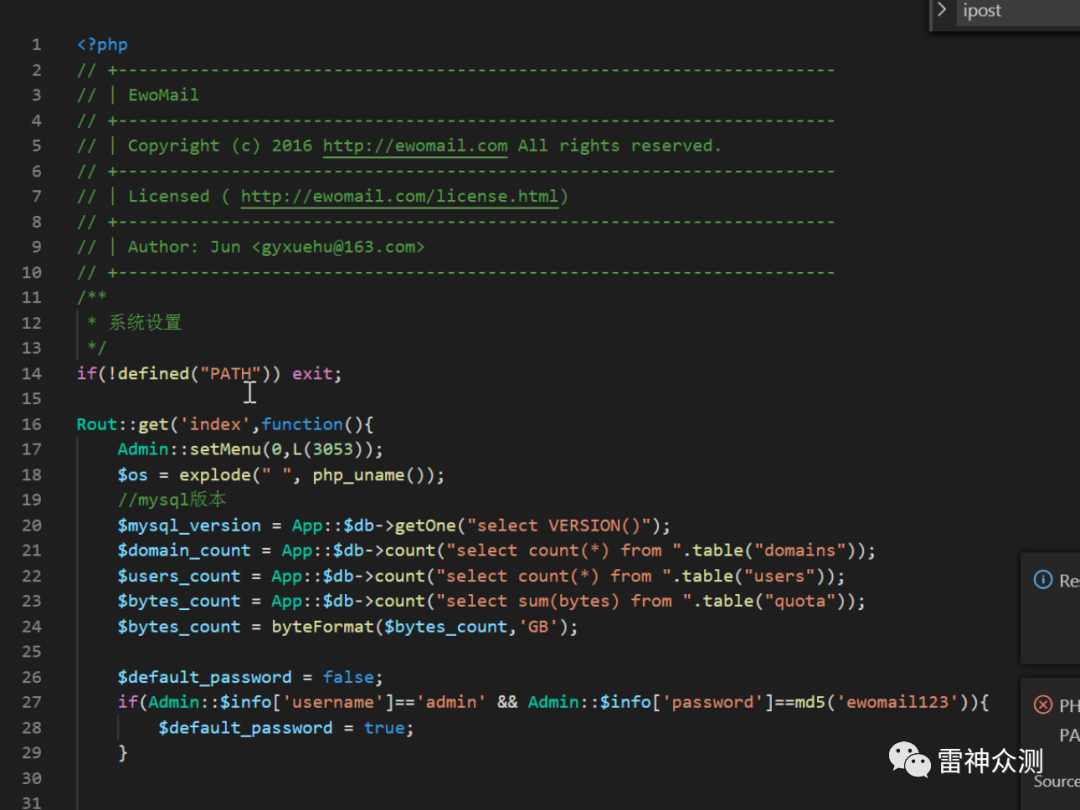 ipost
1 <?php
2 // +----------------------------------------------------------------------
3 // | EwoMail
4 // +----------------------------------------------------------------------
5 // | Copyright (c) 2016 http://ewomail.com All rights reserved.
6 // +----------------------------------------------------------------------
7 // | Licensed ( http://ewomail.com/license.html)
8 // +----------------------------------------------------------------------
9 // | Author: Jun <gyxuehu@163.com>
10 // +----------------------------------------------------------------------
11 /**
12 * 系统设置
13 */
14 if(!defined("PATH")) exit;
15
16 Rout::get('index',function(){
17 Admin::setMenu(0,L(3053));
18 $os = explode(" ", php_uname());
19 //mysql版本
20 $mysql_version = App::$db->getOne("select VERSION()");
21 $domain_count = App::$db->count("select count(*) from ".table("domains"));
22 $users_count = App::$db->count("select count(*) from ".table("users"));
23 $bytes_count = App::$db->count("select sum(bytes) from ".table("quota"));
24 $bytes_count = byteFormat($bytes_count,'GB');
25
26 $default_password = false;
27 if(Admin::$info['username']=='admin' && Admin::$info['password']==md5('ewomail123')){
28 $default_password = true;
29 }
30
31
Re
PH
PA
Source
雷神众测